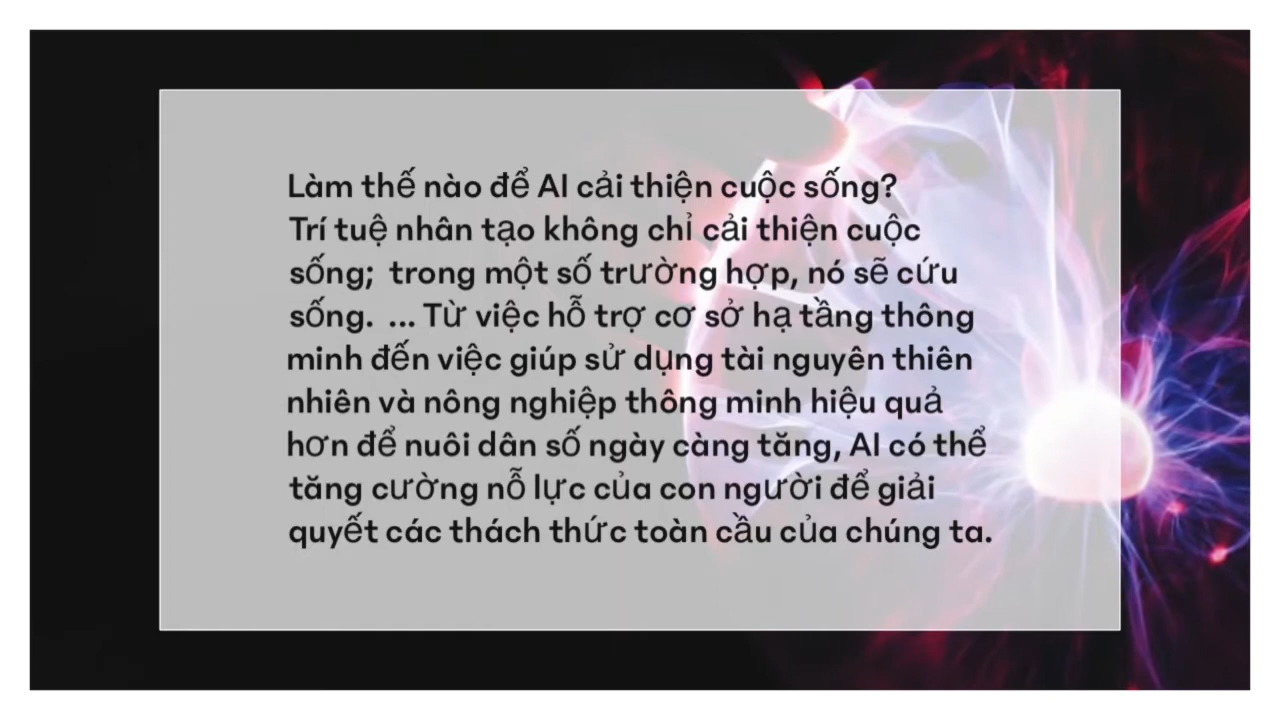 Làm thế nào để AI cải thiện cuộc sống?
Trí tuệ nhân tạo không chỉ cải thiện cuộc
sống;  trong một số trường hợp, nó sẽ cứu
sống.  ... Từ việc hỗ trợ cơ sở hạ tầng thông
minh đến việc giúp sử dụng tài nguyên thiên
nhiên và nông nghiệp thông minh hiệu quả
hơn để nuôi dân số ngày càng tăng, AI có thể
tăng cường nỗ lực của con người để giải
quyết các thách thức toàn cầu của chúng ta.